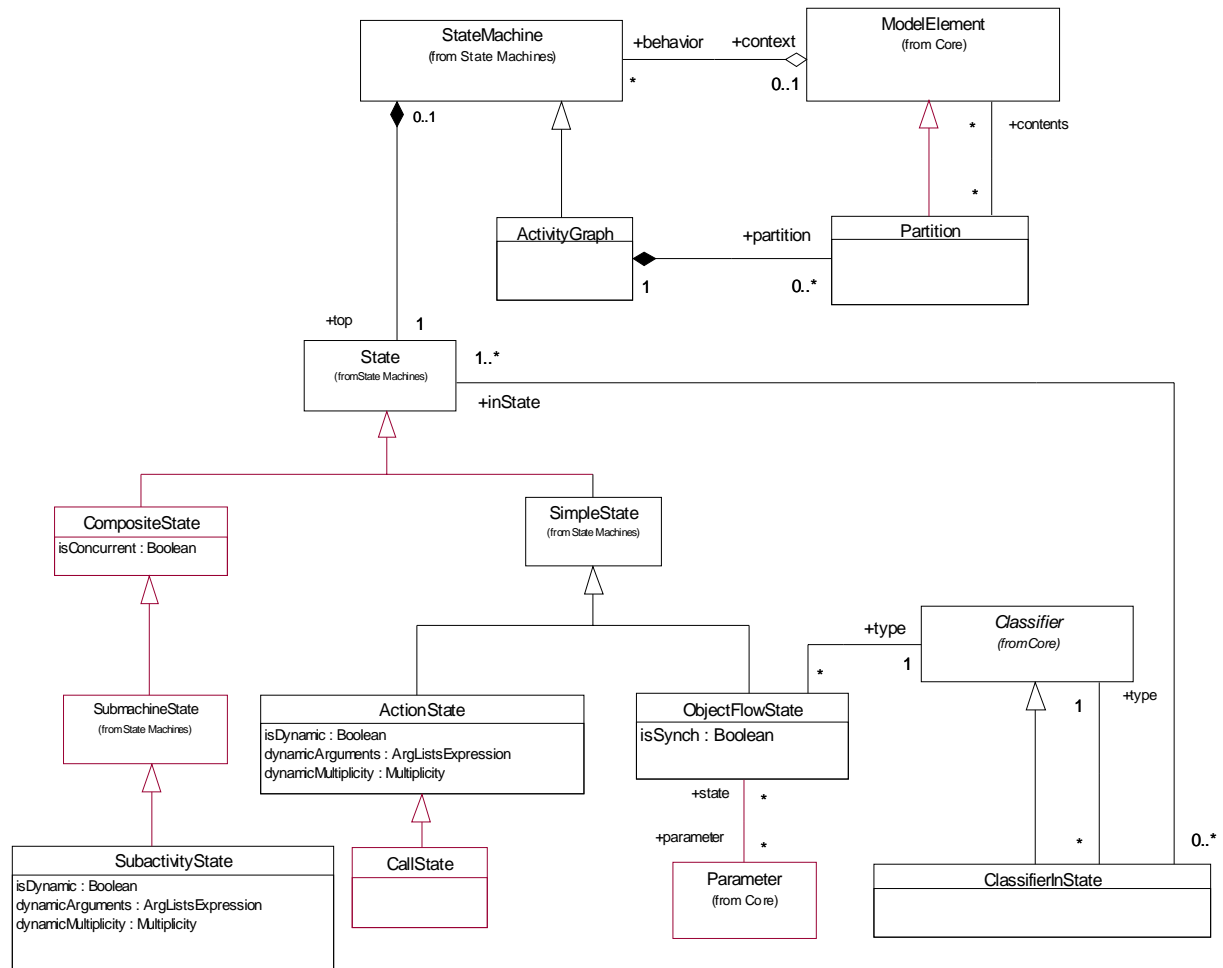 StateMachine
(from State Machines)
+behavior
+context
ModelElement
(from Core)
*
0..1
0..1
*
+contents
*
ActivityGraph
+partition
Partition
1
0..*
+top
1
State
(fromState Machines)
1..*
+inState
CompositeState
isConcurrent : Boolean
SimpleState
(from State Machines)
+type
Classifier
(fromCore)
*
1
1
+type
SubmachineState
(from State Machines)
ActionState
isDynamic : Boolean
dynamicArguments : ArgListsExpression
dynamicMultiplicity : Multiplicity
ObjectFlowState
isSynch : Boolean
+state
*
+parameter
*
*
0..*
SubactivityState
isDynamic : Boolean
dynamicArguments : ArgListsExpression
dynamicMultiplicity : Multiplicity
CallState
Parameter
(from Core)
ClassifierInState